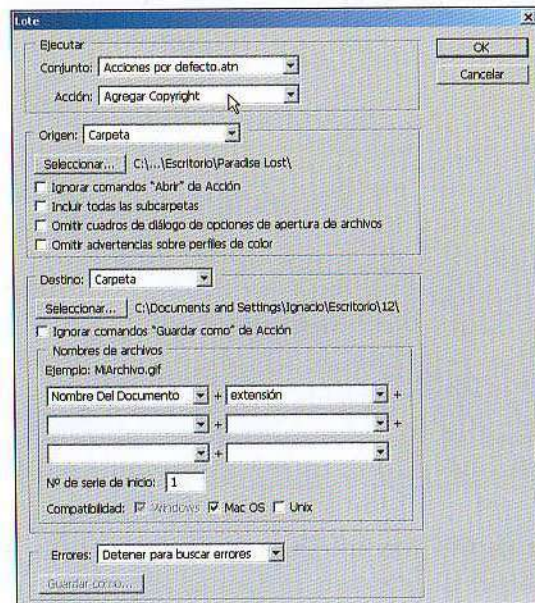 Lote
Ejecutar
Conjunto: Acciones por defecto.atn
Acción: Agregar Copyright
OK
Cancelar
Origen: Carpeta
Seleccionar... C:\...\Escritorio\Paradise Lost\
Ignorar comandos "Abrir" de Acción
Incluir todas las subcarpetas
Omitir cuadros de diálogo de opciones de apertura de archivos
Omitir advertencias sobre perfiles de color
Destino: Carpeta
Seleccionar... C:\Documents and Settings\Ignacio\Escritorio\12\
Ignorar comandos "Guardar como" de Acción
Nombres de archivos
Ejemplo: MiArchivo.gif
Nombre Del Documento + extensión +
+ +
+
Nº de serie de inicio: 1
Compatibilidad: Windows Mac OS Unix
Errores: Detener para buscar errores
Guardar como...